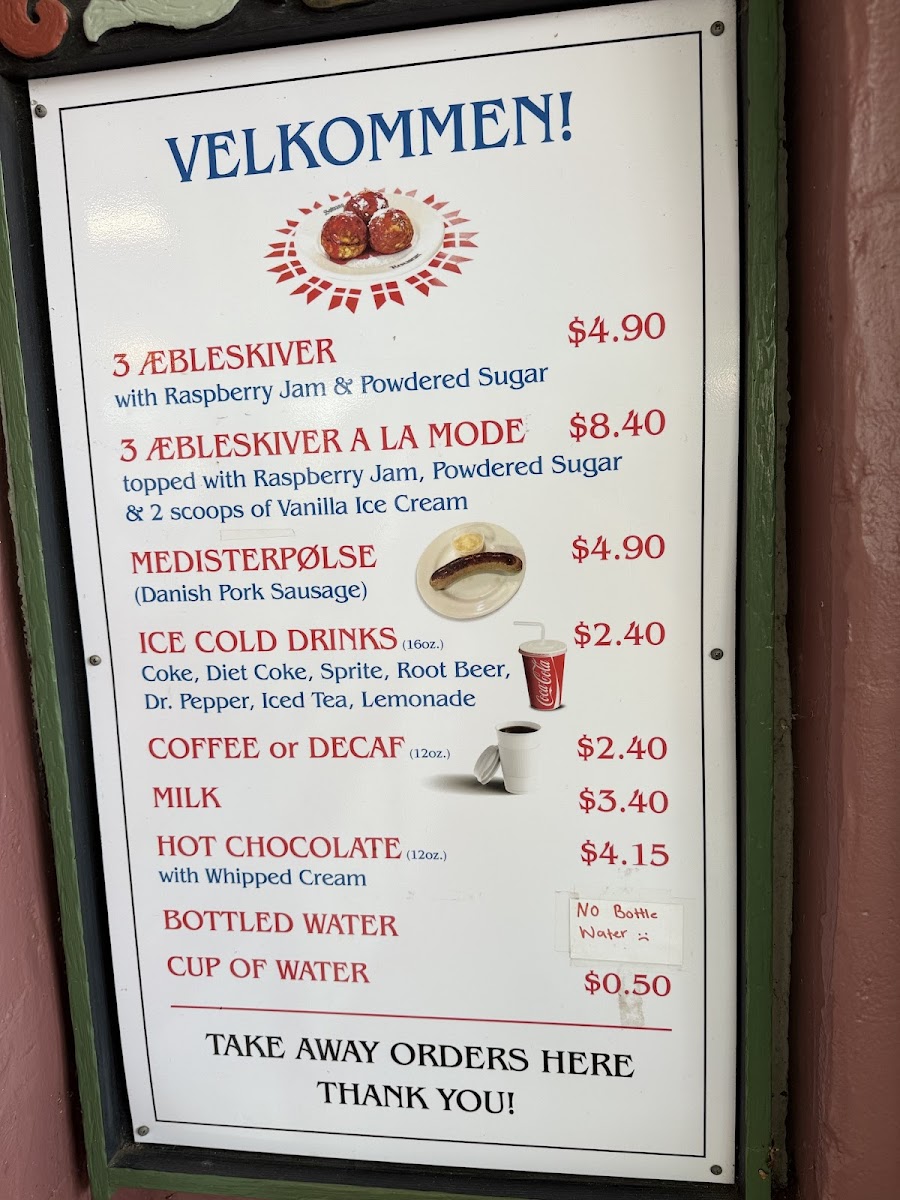 VELKOMMEN!
3 ÆBLESKIVER $4.90
with Raspberry Jam & Powdered Sugar
3 ÆBLESKIVER A LA MODE $8.40
topped with Raspberry Jam, Powdered Sugar
& 2 scoops of Vanilla Ice Cream
MEDISTERPØLSE $4.90
(Danish Pork Sausage)
ICE COLD DRINKS (16oz.) $2.40
Coke, Diet Coke, Sprite, Root Beer,
Dr. Pepper, Iced Tea, Lemonade
Coca-Cola
COFFEE or DECAF (12oz.) $2.40
MILK $3.40
HOT CHOCOLATE (12oz.) $4.15
with Whipped Cream
BOTTLED WATER
NO Bottle
Water :(
CUP OF WATER $0.50
TAKE AWAY ORDERS HERE
THANK YOU!